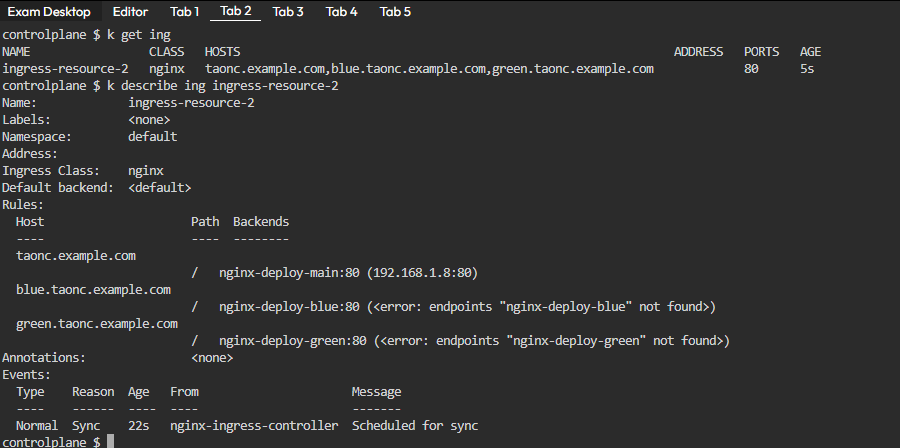 Exam Desktop Editor Tab 1 Tab 2 Tab 3 Tab 4 Tab 5
controlplane $ k get ing
NAME CLASS HOSTS ADDRESS PORTS AGE
ingress-resource-2 nginx taonc.example.com,blue.taonc.example.com,green.taonc.example.com 80 5s
controlplane $ k describe ing ingress-resource-2
Name: ingress-resource-2
Labels: <none>
Namespace: default
Address:
Ingress Class: nginx
Default backend: <default>
Rules:
Host Path Backends
---- ---- --------
taonc.example.com
/ nginx-deploy-main:80 (192.168.1.8:80)
blue.taonc.example.com
/ nginx-deploy-blue:80 (<error: endpoints "nginx-deploy-blue" not found>)
green.taonc.example.com
/ nginx-deploy-green:80 (<error: endpoints "nginx-deploy-green" not found>)
Annotations: <none>
Events:
Type Reason Age From Message
---- ------ ---- ---- -------
Normal Sync 22s nginx-ingress-controller Scheduled for sync
controlplane $